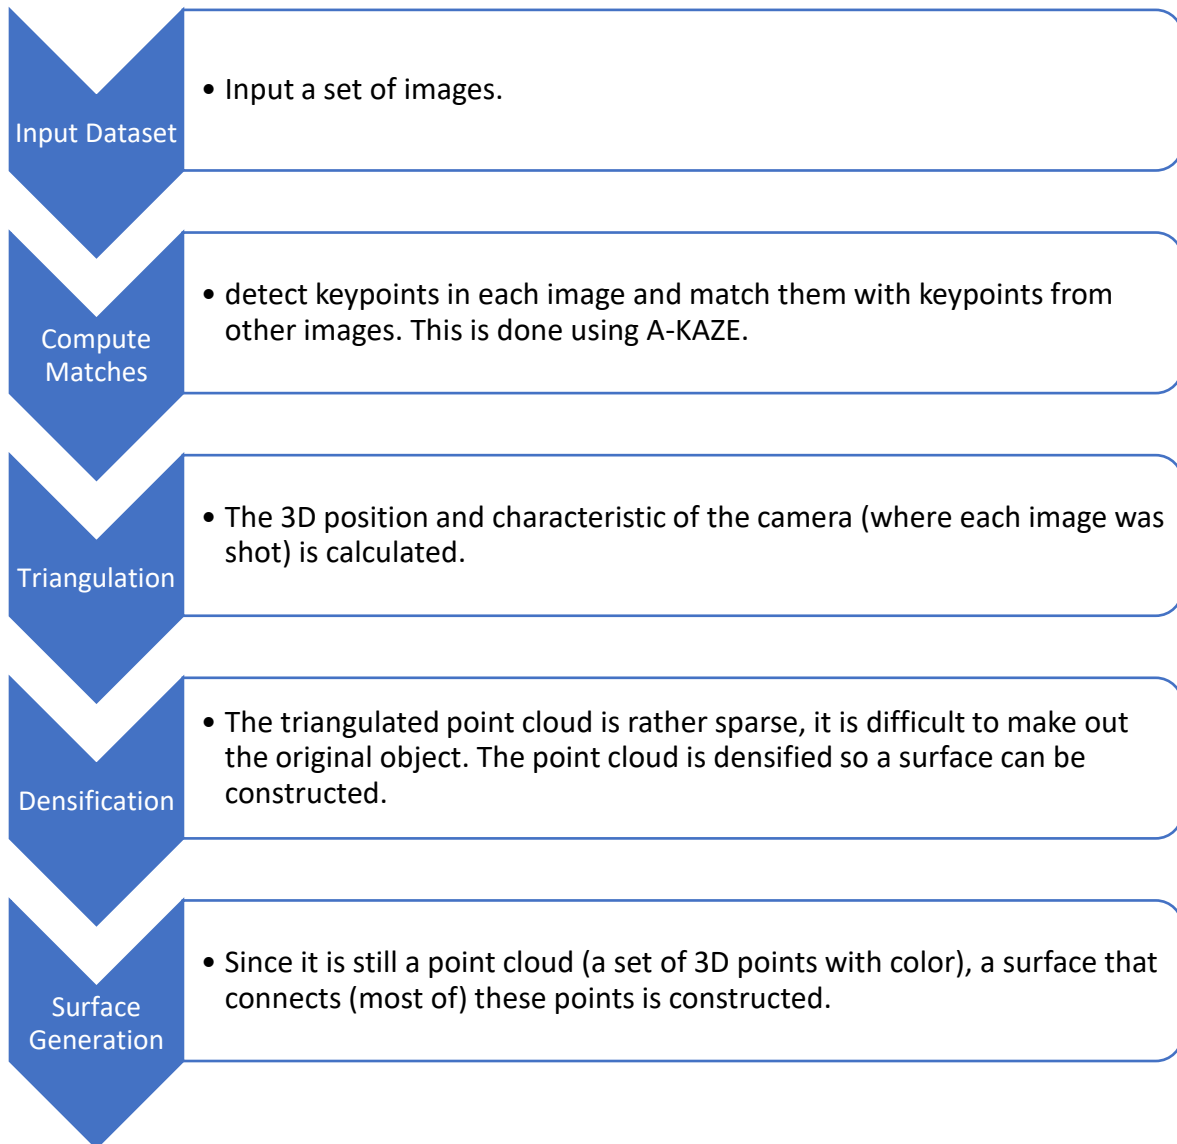 Input Dataset
• Input a set of images.
Compute
Matches
• detect keypoints in each image and match them with keypoints from
other images. This is done using A-KAZE.
Triangulation
• The 3D position and characteristic of the camera (where each image was
shot) is calculated.
Densification
• The triangulated point cloud is rather sparse, it is difficult to make out
the original object. The point cloud is densified so a surface can be
constructed.
Surface
Generation
• Since it is still a point cloud (a set of 3D points with color), a surface that
connects (most of) these points is constructed.